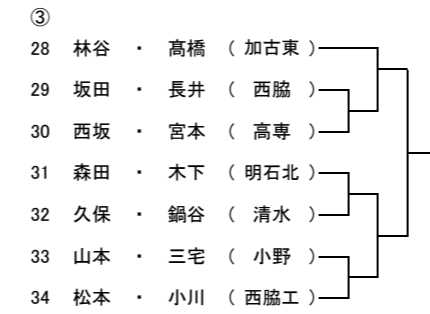 ③
28 林谷 ・髙橋 ( 加古東 )
29 坂田 ・ 長井 ( 西脇 )
30 西坂 ・ 宮本 ( 高専 )
31 森田 ・ 木下 ( 明石北 )
32 久保 ・ 鍋谷 ( 清水 )
33 山本 ・ 三宅 ( 小野 )
34 松本 ・ 小川 ( 西脇工 )